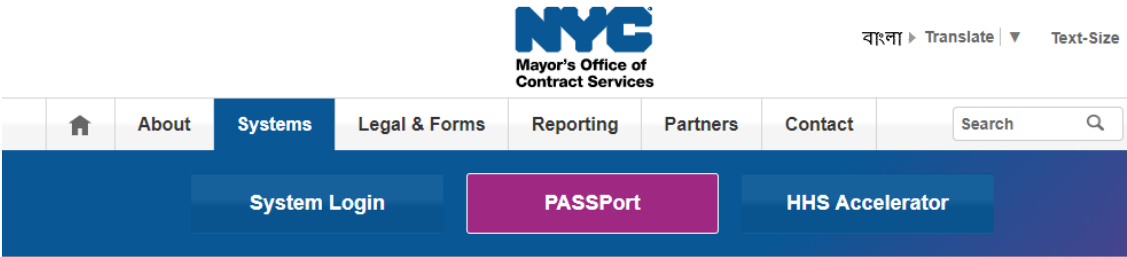 NYC
Mayor's Office of
Contract Services
বাংলা Translate Text-Size
About Systems Legal & Forms Reporting Partners Contact Search
System Login PASSPort HHS Accelerator